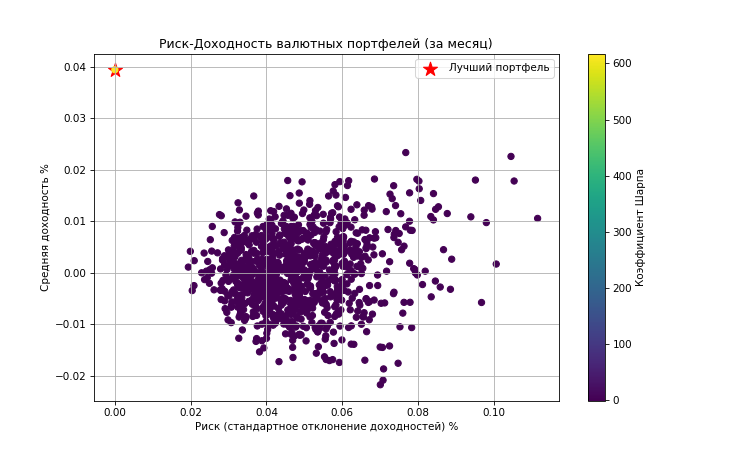 Риск-Доходность валютных портфелей (за месяц)
Лучший портфель
Средняя доходность %
0.04
0.03
0.02
0.01
0.00
−0.01
−0.02
0.00 0.02 0.04 0.06 0.08 0.10
Риск (стандартное отклонение доходностей) %
600
500
400
300
200
100
0
Коэффициент Шарпа